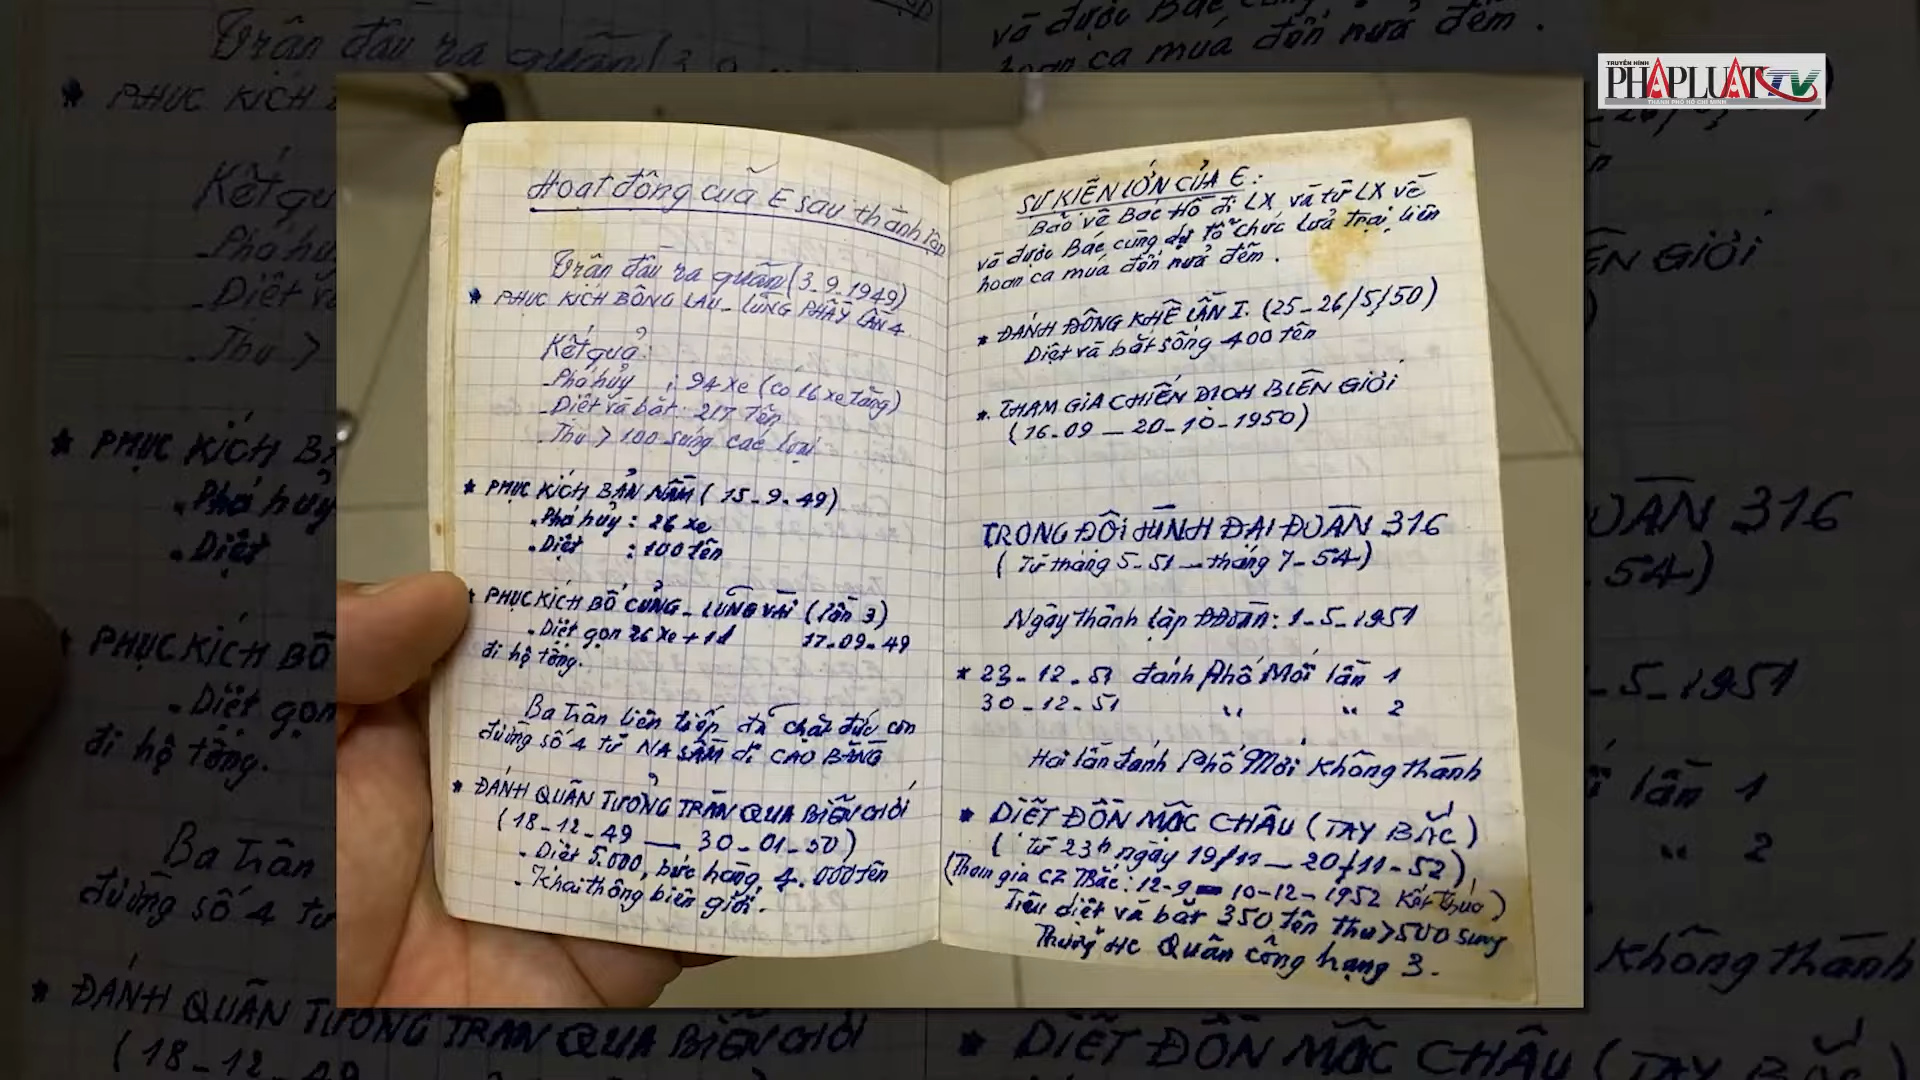 TRUYỀN HÌNH
PHÁP LUẬT TV
THÀNH PHỐ HỒ CHÍ MINH
Hoạt động của E sau thành lập
Trận đầu ra quân (3.9.1949)
* PHỤC KÍCH BÔNG LAU - LŨNG PHẦY LẦN 4
Kết quả:
- Phá hủy : 94 xe (có 16 xe tăng)
- Diệt và bắt: 217 tên
- Thu > 100 súng các loại
* PHỤC KÍCH BẢN NẰM (15-9-49)
- Phá hủy : 26 xe
- Diệt : 100 tên
* PHỤC KÍCH BỐ CỦNG - LŨNG VÀI (lần 3)
- Diệt gọn 26 xe + 1d 17-09-49
đi hộ tống.
Ba trận liên tiếp đã chặt đứt con
đường số 4 từ NA SẦM đi CAO BẰNG
* ĐÁNH QUÂN TƯỞNG TRÀN QUA BIÊN GIỚI
(18-12-49 — 30-01-50)
- Diệt 5.000, bức hàng 4.000 tên
- Khai thông biên giới.
SỰ KIỆN LỚN CỦA E:
Bảo vệ Bác Hồ đi LX và từ LX về
và được Bác cùng dự tổ chức lửa trại, liên
hoan ca múa đến nửa đêm.
* ĐÁNH ĐÔNG KHÊ LẦN I. (25-26/5/50)
Diệt và bắt sống 400 tên
* THAM GIA CHIẾN DỊCH BIÊN GIỚI
(16-09 — 20-10-1950)
TRONG ĐỘI HÌNH ĐẠI ĐOÀN 316
(Từ tháng 5-51 — tháng 7-54)
Ngày thành lập ĐĐoàn: 1-5-1951
* 23-12-51 đánh Phố Mới lần 1
30-12-51 " " 2
Hai lần đánh Phố Mới không thành
* DIỆT ĐỒN MỘC CHÂU (TÂY BẮC)
(từ 23h ngày 19/11 — 20/11-52)
(Tham gia CZ TBắc: 12-9 — 10-12-1952 kết thúc)
Tiêu diệt và bắt 350 tên thu > 500 súng
Thưởng HC Quân công hạng 3.